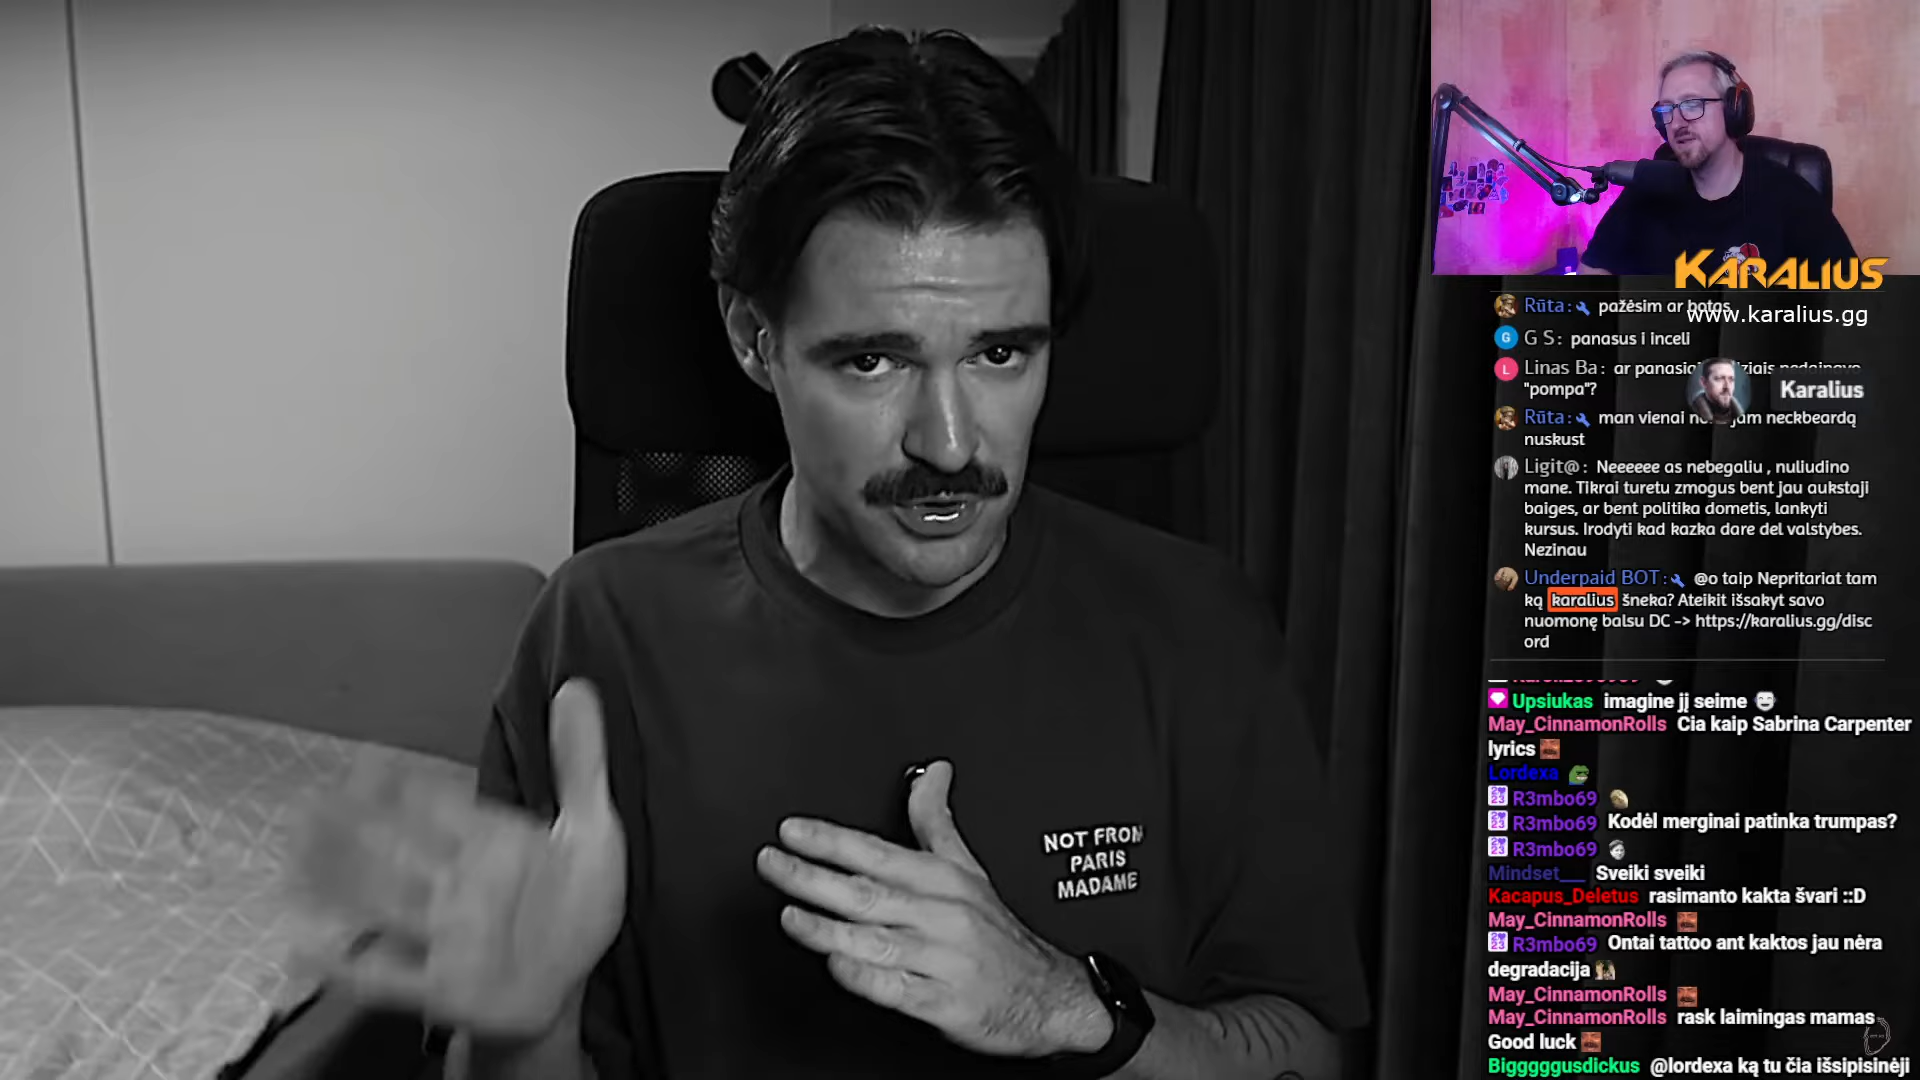 NOT FROM
PARIS
MADAME
KARALIUS
www.karalius.gg
Karalius
Rūta: pažėsim ar botas
G S: panasus i inceli
Linas Ba: ar
"pompa"?
Rūta: man vienai jam neckbeardą
nuskust
Ligit@: Neeeeee as nebegaliu , nuliudino
mane. Tikrai turetu zmogus bent jau aukstaji
baiges, ar bent politika dometis, lankyti
kursus. Irodyti kad kazka dare del valstybes.
Nezinau
Underpaid BOT: @o taip Nepritariat tam
ką karalius šneka? Ateikit išsakyt savo
nuomonę balsu DC -> https://karalius.gg/disc
ord
Upsiukas imagine jį seime
May_CinnamonRolls Cia kaip Sabrina Carpenter
lyrics
Lordexa
R3mbo69
R3mbo69 Kodėl merginai patinka trumpas?
R3mbo69
Mindset___ Sveiki sveiki
Kacapus_Deletus rasimanto kakta švari ::D
May_CinnamonRolls
R3mbo69 Ontai tattoo ant kaktos jau nėra
degradacija
May_CinnamonRolls
May_CinnamonRolls rask laimingas mamas
Good luck
Bigggggusdickus @lordexa ką tu čia išsipisinėji